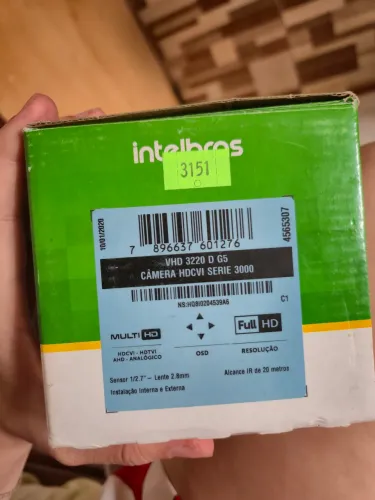 intelbras
3151
10/01/2020
4565307
7 896637 601276
VHD 3220 D G5
CÂMERA HDCVI SERIE 3000
C1
MULTI HD
HDCVI - HDTVI
AHD - ANALÓGICO
OSD
Full HD
RESOLUÇÃO
Sensor 1/2.7" – Lente 2.8mm
Alcance IR de 20 metros
Instalação Interna e Externa